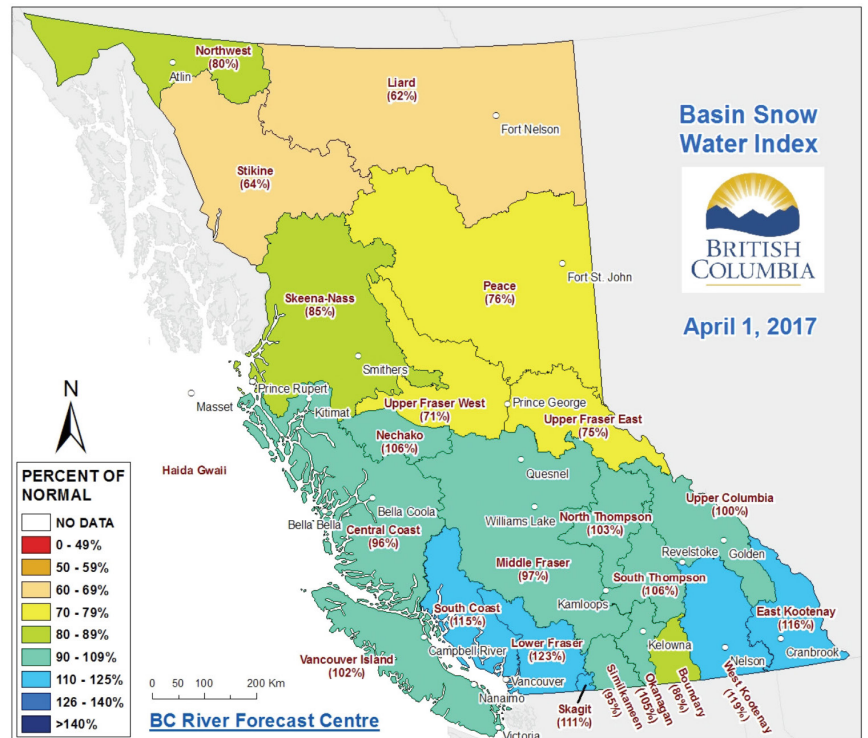 Northwest
(80%)
Atlin
Liard
(62%)
Fort Nelson
Basin Snow
Water Index
Stikine
(64%)
BRITISH
COLUMBIA
Peace
(76%)
Fort St. John
Skeena-Nass
(85%)
April 1, 2017
Smithers
N
Masset
Prince Rupert
Kitimat
Upper Fraser West
(71%)
Prince George
Upper Fraser East
(75%)
Nechako
(106%)
Haida Gwaii
Quesnel
Upper Columbia
(100%)
Bella Coola
Bella Bella
Central Coast
(96%)
Williams Lake
North Thompson
(103%)
Revelstoke
Golden
Middle Fraser
(97%)
South Thompson
(106%)
Kamloops
South Coast
(115%)
East Kootenay
(116%)
Campbell River
Lower Fraser
(123%)
Kelowna
Cranbrook
Nelson
Vancouver Island
(102%)
Vancouver
Nanaimo
Victoria
Skagit
(111%)
Similkameen
(95%)
Okanagan
(105%)
Boundary
(86%)
West Kootenay
(119%)
PERCENT OF
NORMAL
NO DATA
0 - 49%
50 - 59%
60 - 69%
70 - 79%
80 - 89%
90 - 109%
110 - 125%
126 - 140%
>140%
0 50 100 200 Km
BC River Forecast Centre